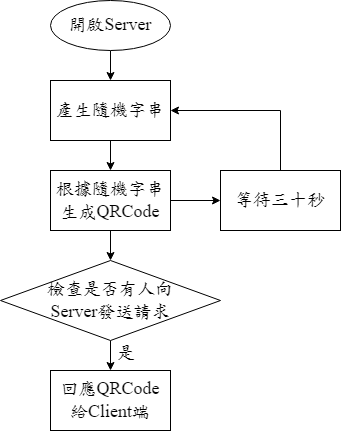 開啟Server
產生隨機字串
根據隨機字串
生成QRCode
等待三十秒
檢查是否有人向
Server發送請求
是
回應QRCode
給Client端